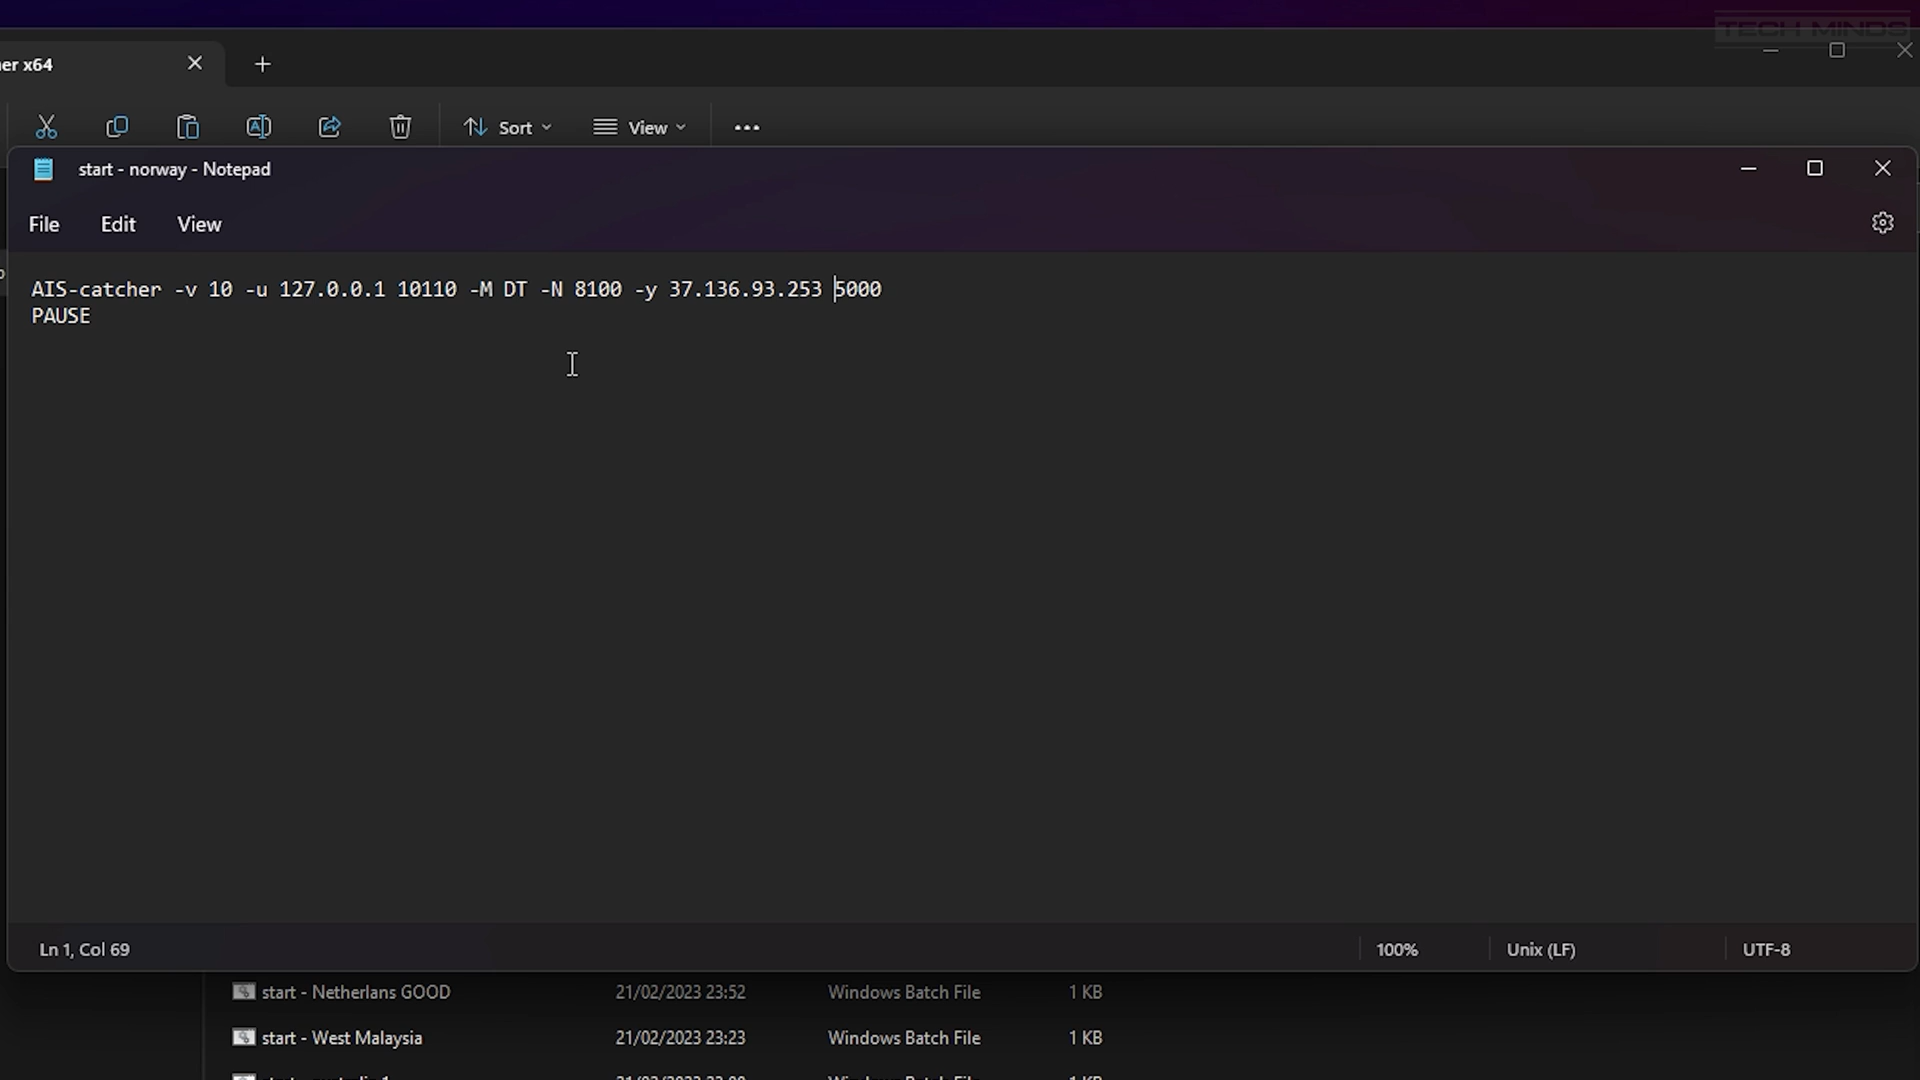 TECH MINDS
er x64
Sort
View
start - norway - Notepad
File Edit View
AIS-catcher -v 10 -u 127.0.0.1 10110 -M DT -N 8100 -y 37.136.93.253 5000
PAUSE
Ln 1, Col 69
100%
Unix (LF)
UTF-8
start - Netherlans GOOD 21/02/2023 23:52 Windows Batch File 1 KB
start - West Malaysia 21/02/2023 23:23 Windows Batch File 1 KB